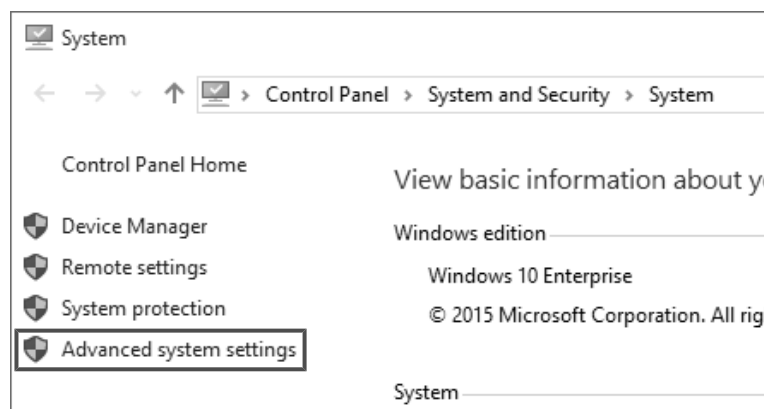 System
Control Panel > System and Security > System
Control Panel Home
Device Manager
Remote settings
System protection
Advanced system settings
View basic information about y
Windows edition
Windows 10 Enterprise
© 2015 Microsoft Corporation. All rig
System